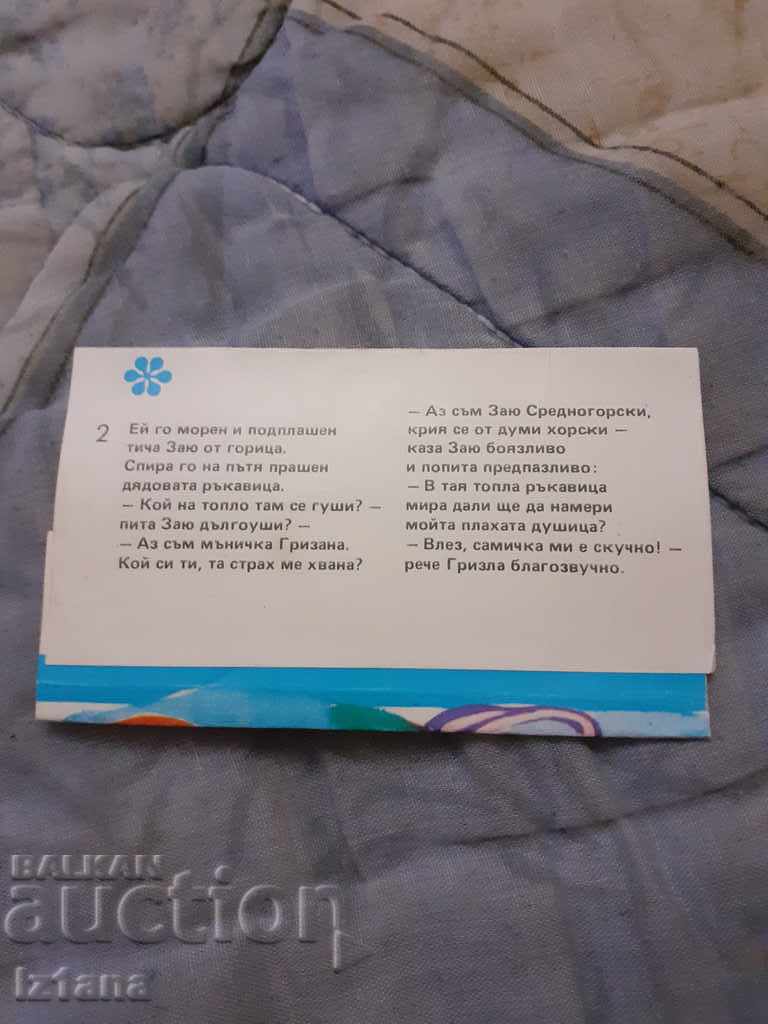 2
Ей го морен и подплашен
тича Заю от горица.
Спира го на пътя прашен
дядовата ръкавица.
— Кой на топло там се гуши? —
пита Заю дългоуши? —
— Аз съм мъничка Гризана.
Кой си ти, та страх ме хвана?
— Аз съм Заю Средногорски,
крия се от думи хорски —
каза Заю боязливо
и попита предпазливо:
— В тая топла ръкавица
мира дали ще да намери
мойта плахата душица?
— Влез, самичка ми е скучно! —
рече Гризла благозвучно.
BALKAN
auction
Iz1ana